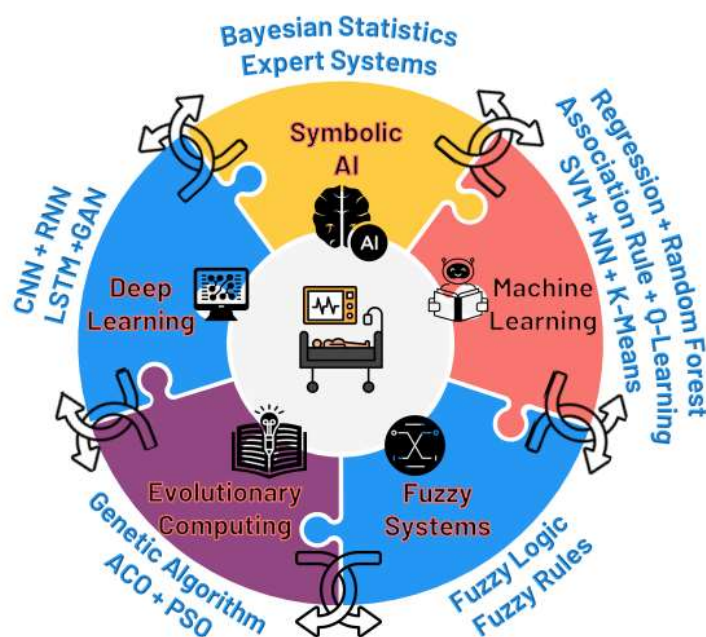 Bayesian Statistics
Expert Systems
Symbolic
AI
AI
Regression + Random Forest
Association Rule + Q-Learning
SVM + NN + K-Means
Machine
Learning
CNN + RNN
LSTM +GAN
Deep
Learning
Evolutionary
Computing
Fuzzy
Systems
Genetic Algorithm
ACO + PSO
Fuzzy Logic
Fuzzy Rules